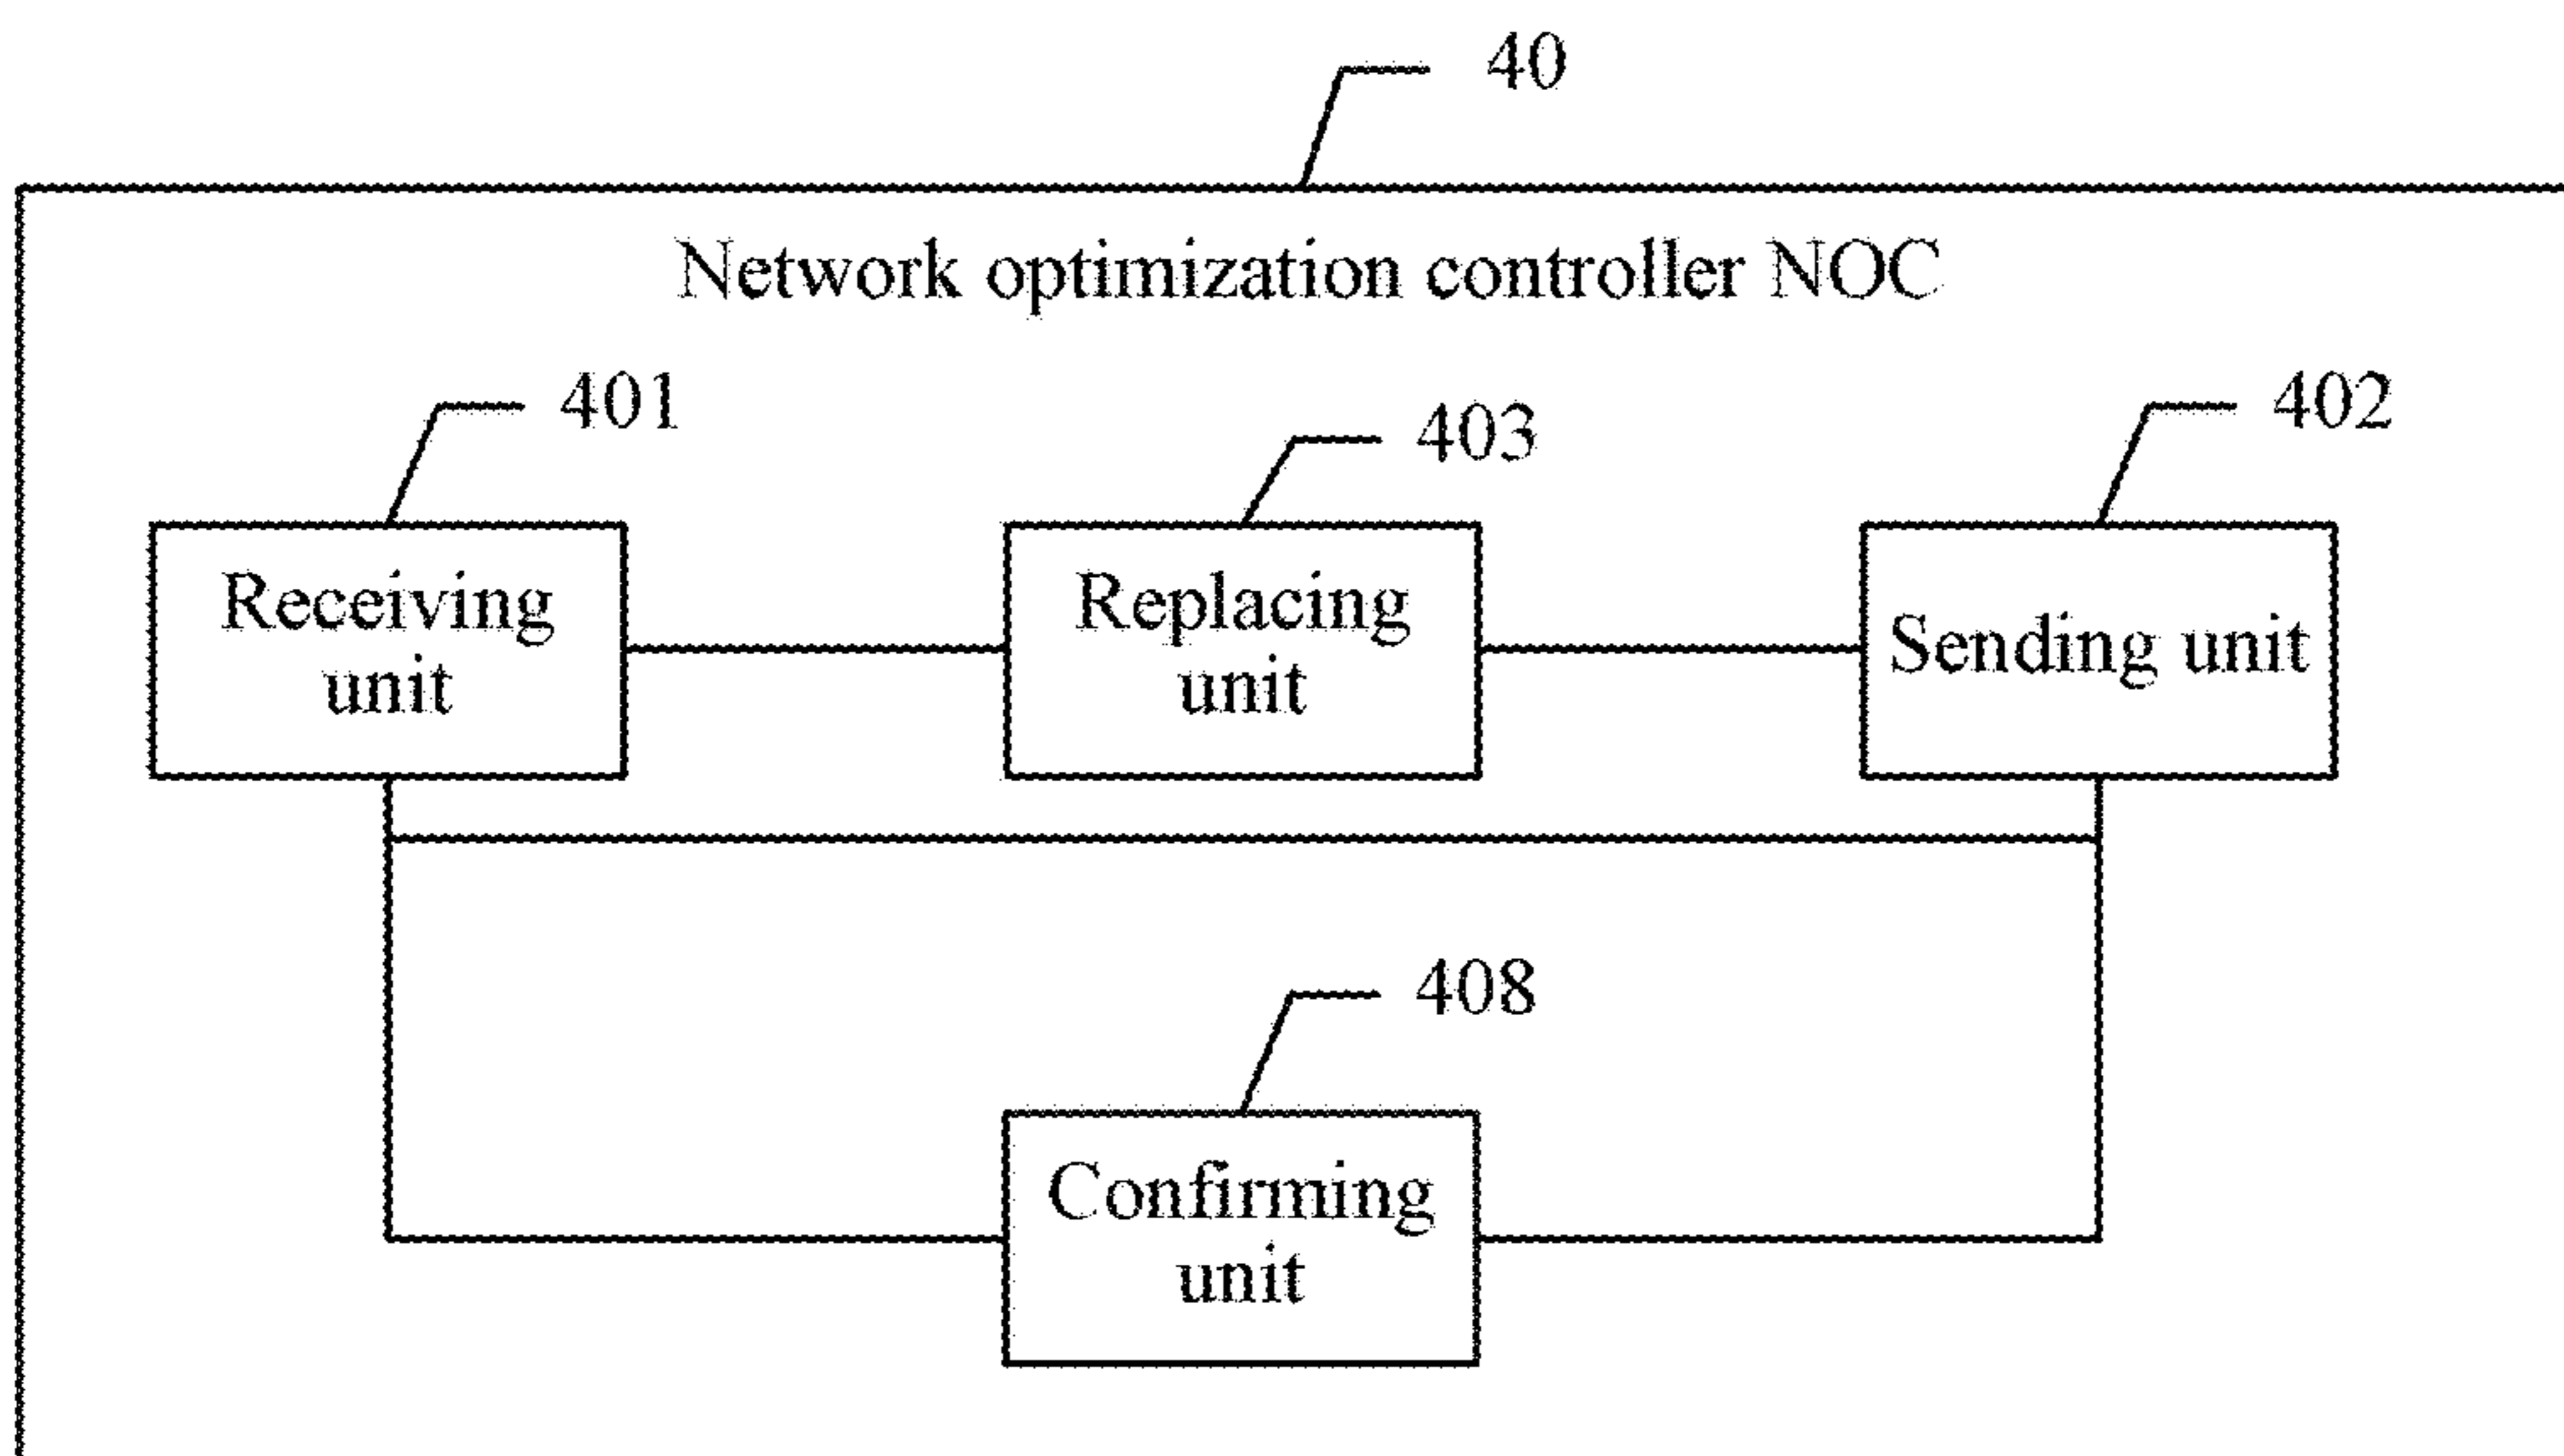 40
Network optimization controller NOC
401
403
402
Receiving
unit
Replacing
unit
Sending unit
408
Confirming
unit